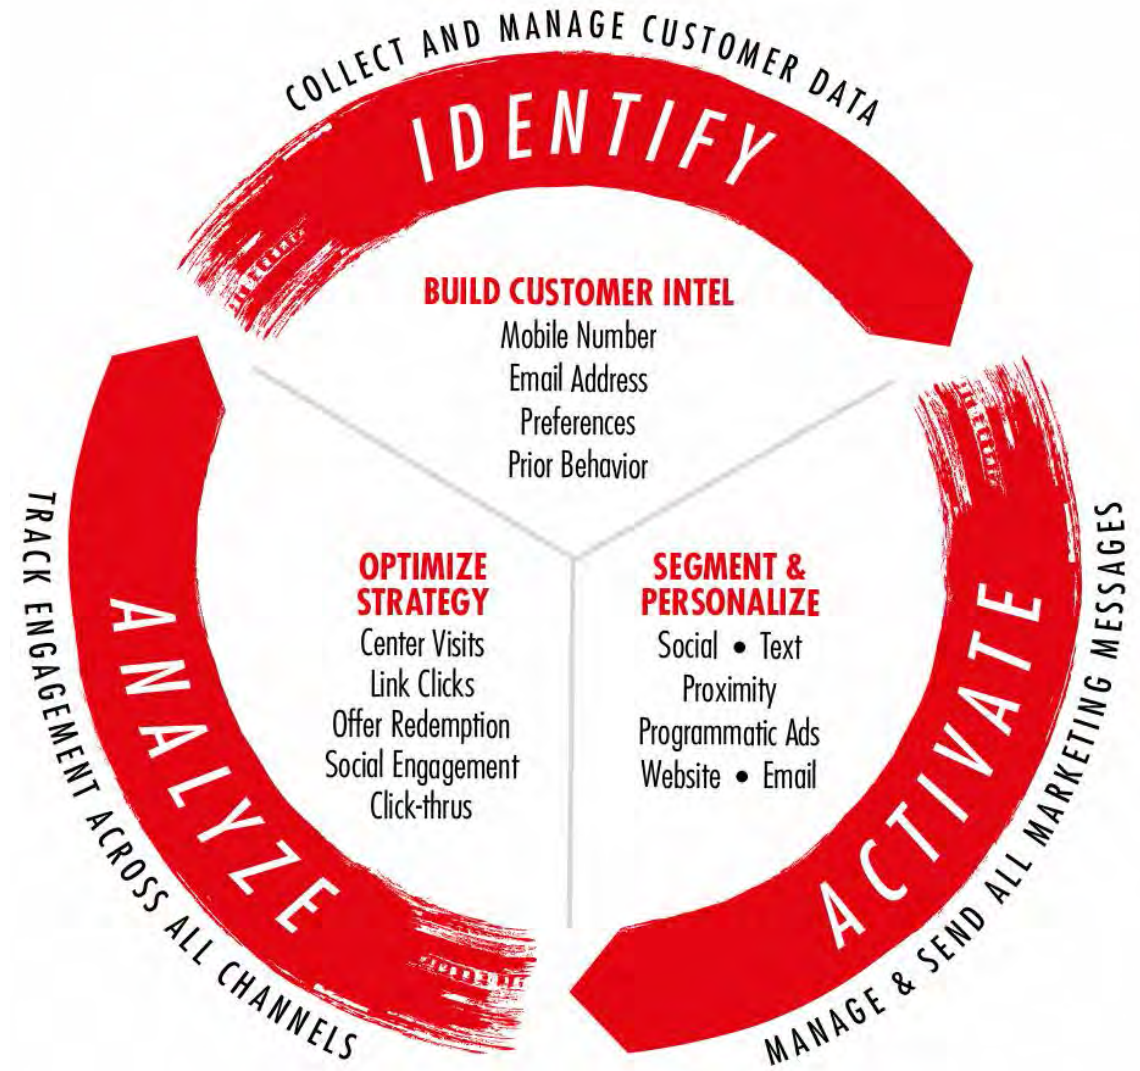 COLLECT AND MANAGE CUSTOMER DATA
IDENTIFY
BUILD CUSTOMER INTEL
Mobile Number
Email Address
Preferences
Prior Behavior
SEGMENT &
PERSONALIZE
Social • Text
Proximity
Programmatic Ads
Website • Email
ACTIVATE
MANAGE & SEND ALL MARKETING MESSAGES
OPTIMIZE
STRATEGY
Center Visits
Link Clicks
Offer Redemption
Social Engagement
Click-thrus
ANALYZE
TRACK ENGAGEMENT ACROSS ALL CHANNELS